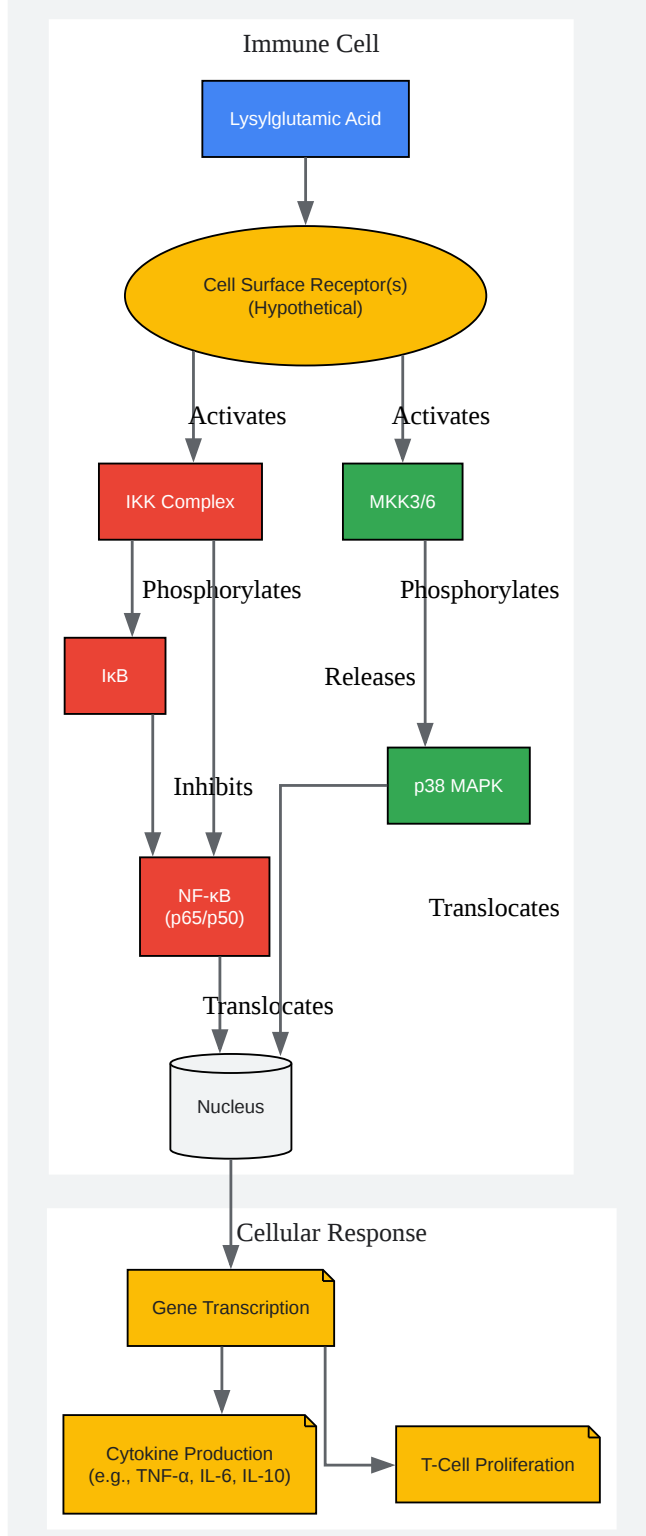 Immune Cell
Lysylglutamic Acid
Cell Surface Receptor(s)
(Hypothetical)
Activates
Activates
IKK Complex
MKK3/6
Phosphorylates
Phosphorylates
IκB
Releases
Inhibits
p38 MAPK
NF-κB
(p65/p50)
Translocates
Translocates
Nucleus
Cellular Response
Gene Transcription
Cytokine Production
(e.g., TNF-α, IL-6, IL-10)
T-Cell Proliferation